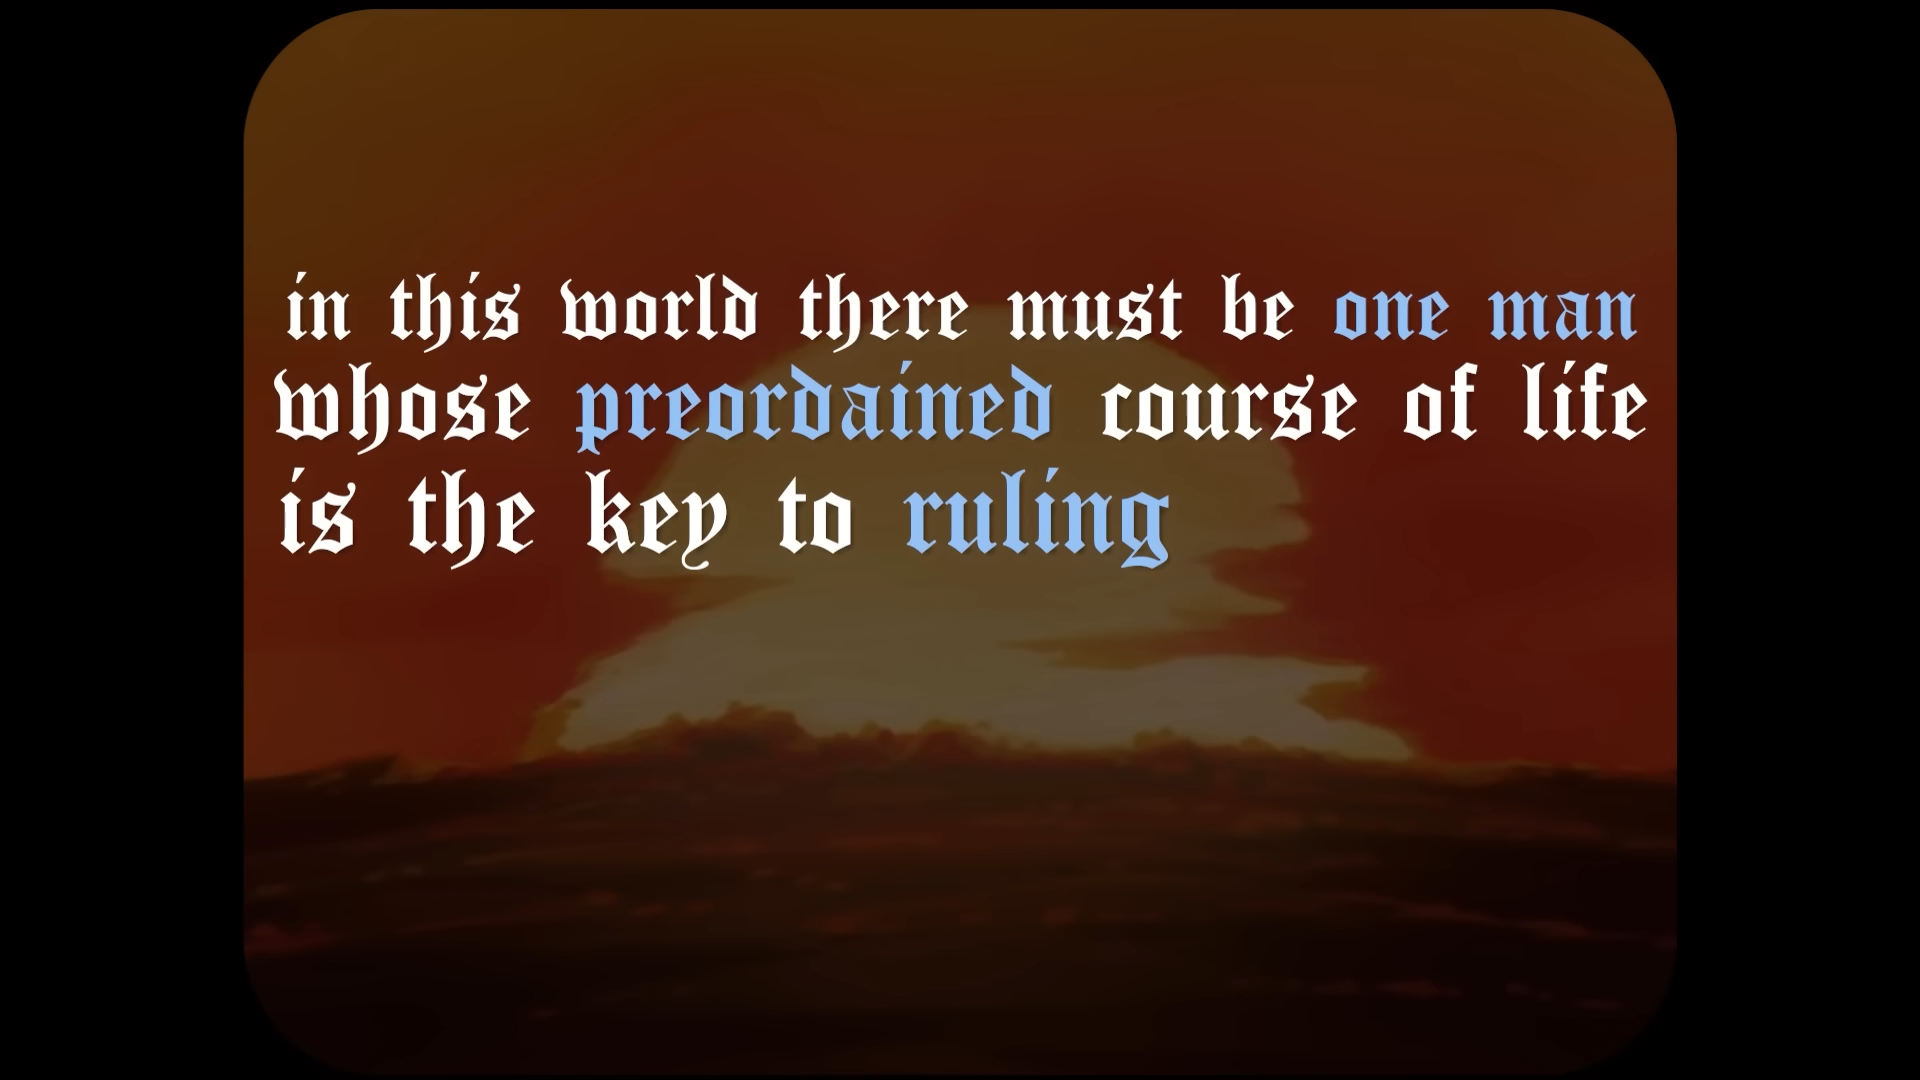 in this world there must be one man
whose preordained course of life
is the key to ruling